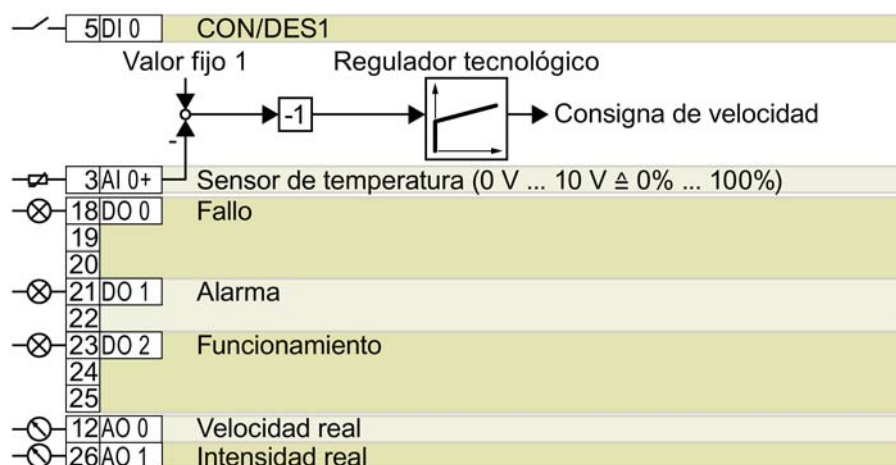 5 DI 0 CON/DES1
Valor fijo 1 Regulador tecnológico
-1 Consigna de velocidad
-
3 AI 0+ Sensor de temperatura (0 V ... 10 V ≙ 0% ... 100%)
18 DO 0 Fallo
19
20
21 DO 1 Alarma
22
23 DO 2 Funcionamiento
24
25
12 AO 0 Velocidad real
26 AO 1 Intensidad real